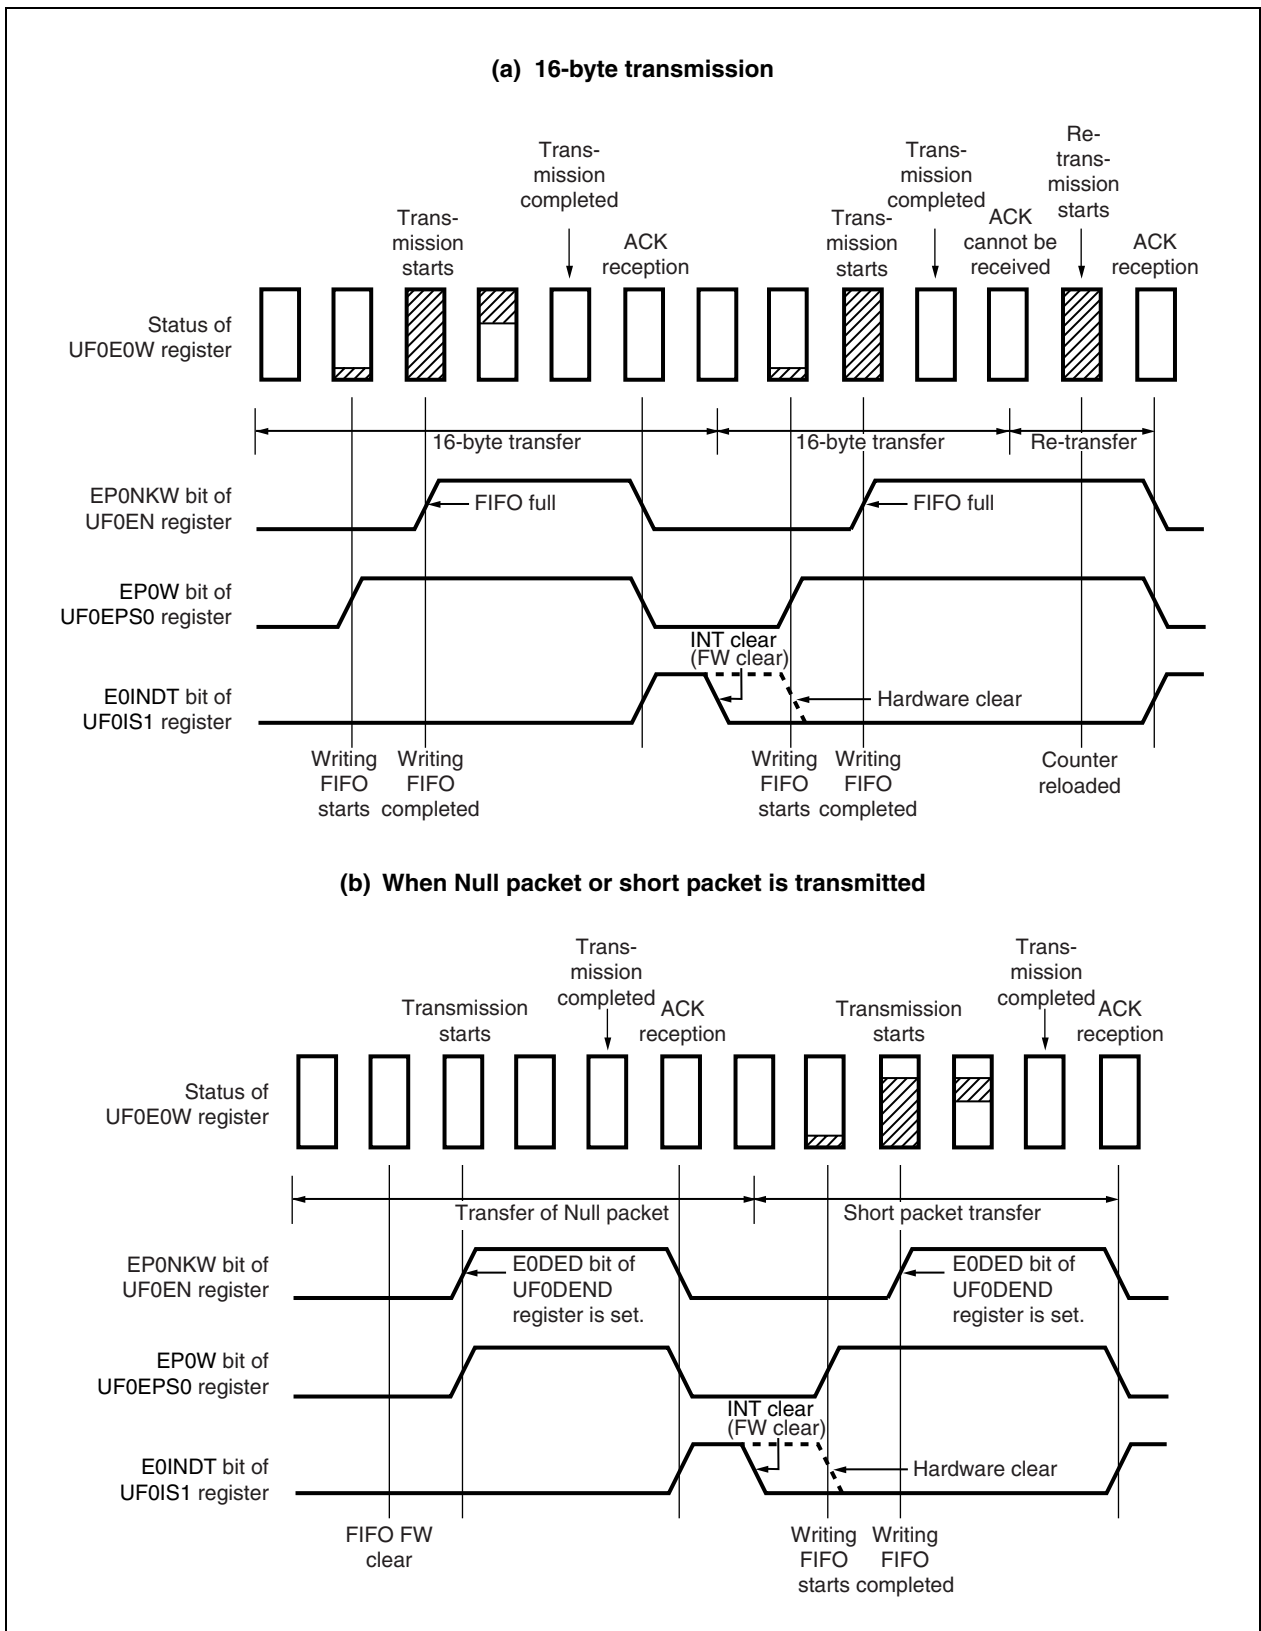 (a) 16-byte transmission
Trans-
mission
starts
Trans-
mission
completed
ACK
reception
Trans-
mission
starts
Trans-
mission
completed
ACK
cannot be
received
Re-
trans-
mission
starts
ACK
reception
Status of
UF0E0W register
16-byte transfer
16-byte transfer
Re-transfer
EP0NKW bit of
UF0EN register
FIFO full
FIFO full
EP0W bit of
UF0EPS0 register
INT clear
(FW clear)
E0INDT bit of
UF0IS1 register
Hardware clear
Writing
FIFO
starts
Writing
FIFO
completed
Writing
FIFO
starts
Writing
FIFO
completed
Counter
reloaded
(b) When Null packet or short packet is transmitted
Transmission
starts
Trans-
mission
completed
ACK
reception
Transmission
starts
Trans-
mission
completed
ACK
reception
Status of
UF0E0W register
Transfer of Null packet
Short packet transfer
EP0NKW bit of
UF0EN register
E0DED bit of
UF0DEND
register is set.
E0DED bit of
UF0DEND
register is set.
EP0W bit of
UF0EPS0 register
INT clear
(FW clear)
E0INDT bit of
UF0IS1 register
Hardware clear
FIFO FW
clear
Writing
FIFO
starts
Writing
FIFO
completed